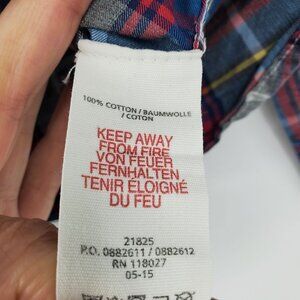 100% COTTON / BAUMWOLLE
/ COTON
KEEP AWAY
FROM FIRE
VON FEUER
FERNHALTEN
TENIR ÉLOIGNÉ
DU FEU
21825
P.O. 0882611 / 0882612
RN 118027
05-15